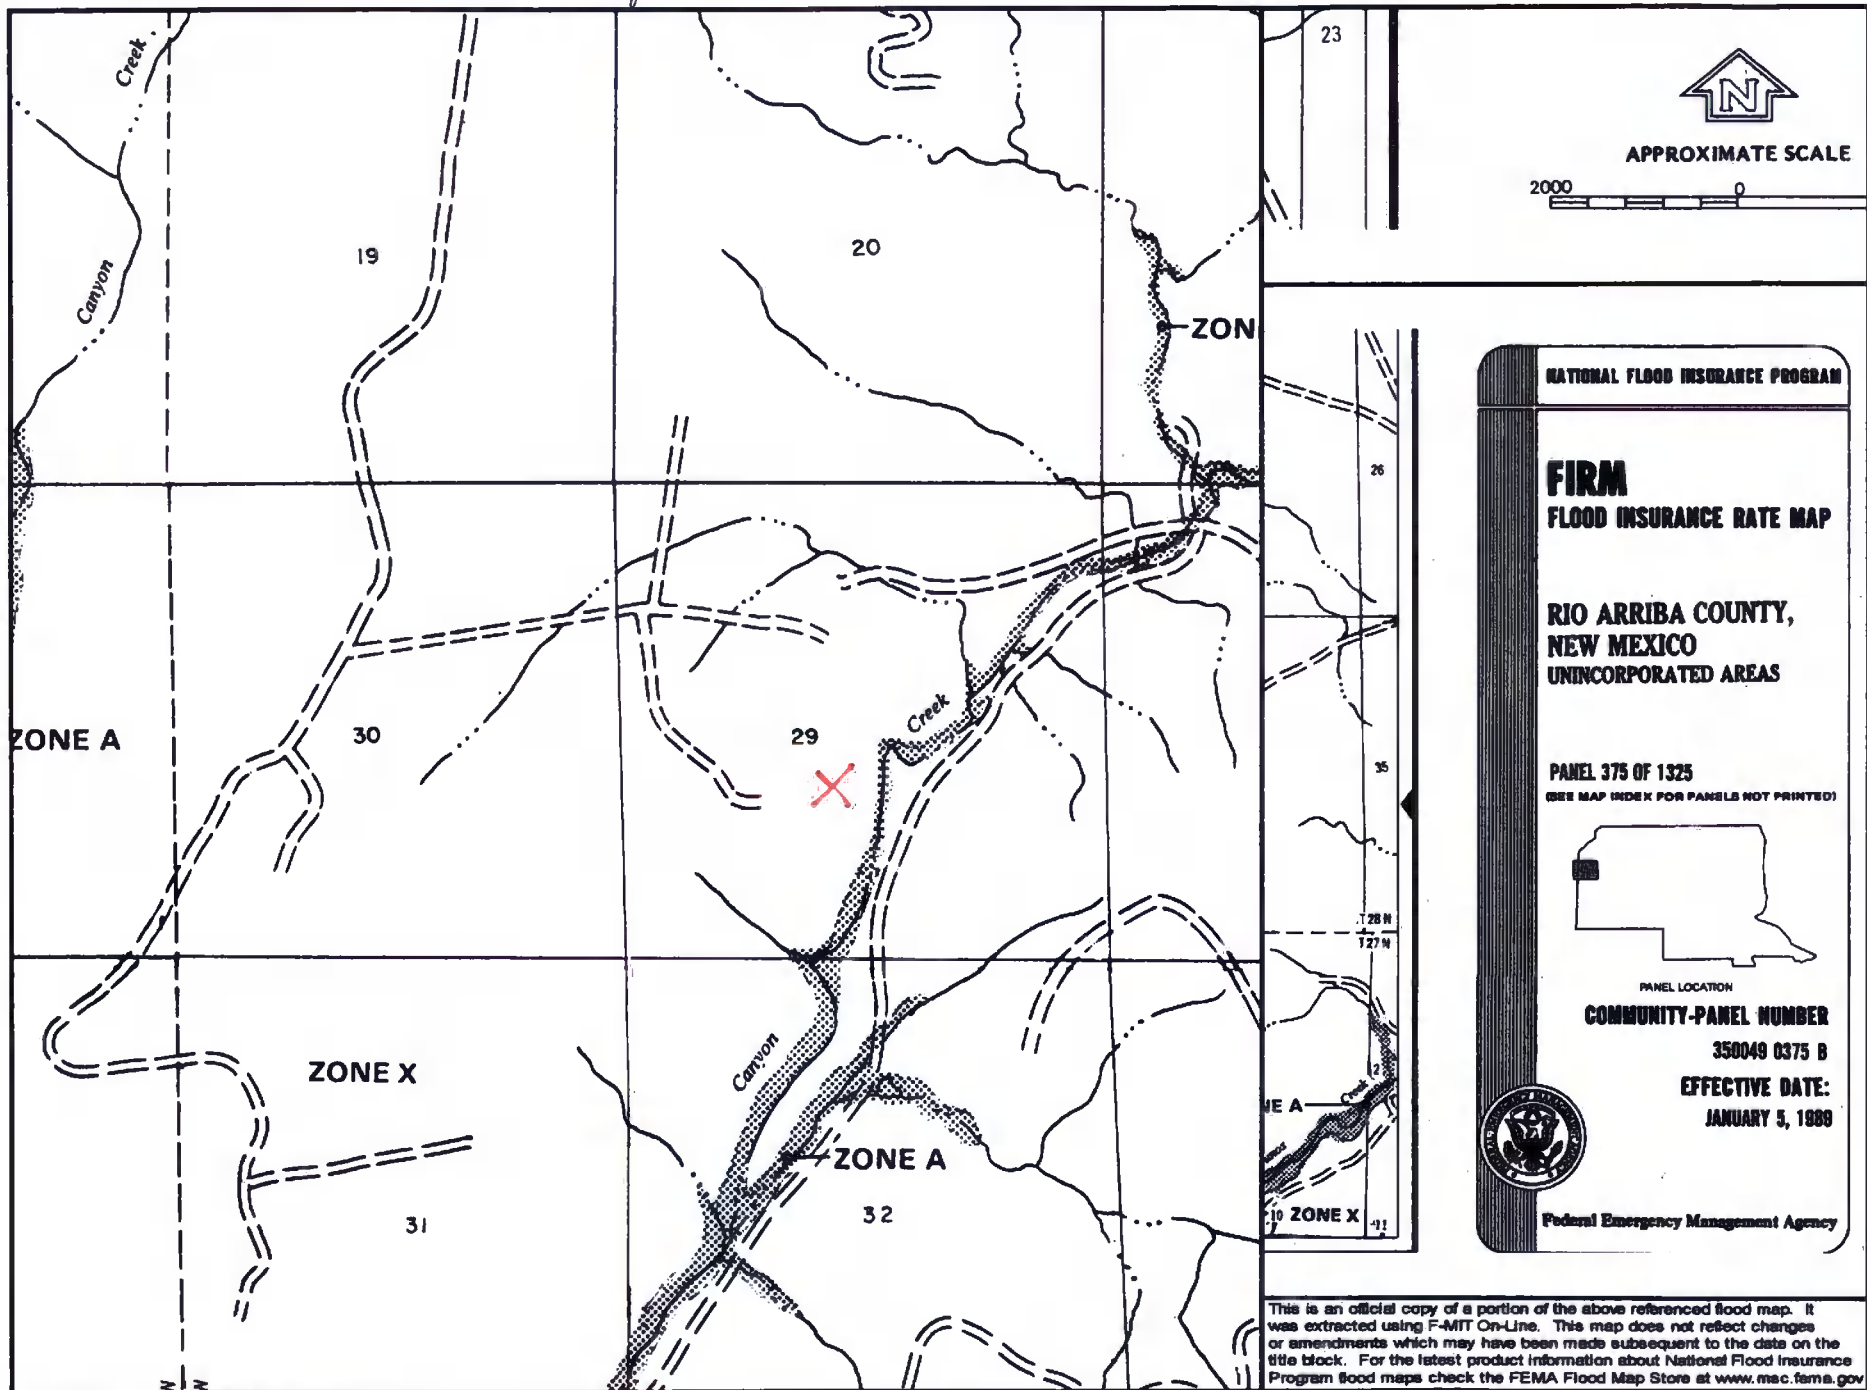 Creek
Canyon
19
20
ZON
ZONE A
30
29
Creek
ZONE X
Canyon
ZONE A
31
32
23
26
35
T28N
T27N
12
NE A
Creek
10
ZONE X
11
N
APPROXIMATE SCALE
2000 0
NATIONAL FLOOD INSURANCE PROGRAM
FIRM
FLOOD INSURANCE RATE MAP
RIO ARRIBA COUNTY,
NEW MEXICO
UNINCORPORATED AREAS
PANEL 375 OF 1325
(SEE MAP INDEX FOR PANELS NOT PRINTED)
PANEL LOCATION
COMMUNITY-PANEL NUMBER
350049 0375 B
EFFECTIVE DATE:
JANUARY 5, 1989
Federal Emergency Management Agency
This is an official copy of a portion of the above referenced flood map. It
was extracted using F-MIT On-Line. This map does not reflect changes
or amendments which may have been made subsequent to the date on the
title block. For the latest product information about National Flood Insurance
Program flood maps check the FEMA Flood Map Store at www.msc.fema.gov